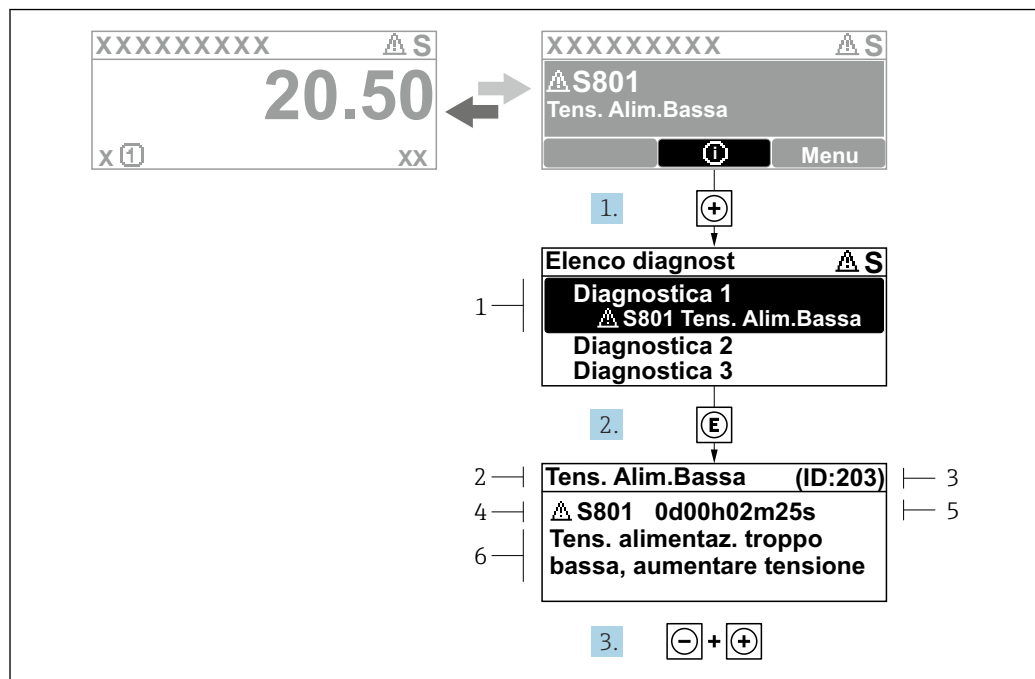 XXXXXXXXX ⚠ S
20.50
x ① xx
XXXXXXXXX ⚠ S
⚠ S801
Tens. Alim.Bassa
ⓘ Menu
1. +
Elenco diagnost ⚠ S
1
Diagnostica 1
⚠ S801 Tens. Alim.Bassa
Diagnostica 2
Diagnostica 3
2. E
2 Tens. Alim.Bassa (ID:203) 3
4 ⚠ S801 0d00h02m25s 5
6
Tens. alimentaz. troppo
bassa, aumentare tensione
3. - + +